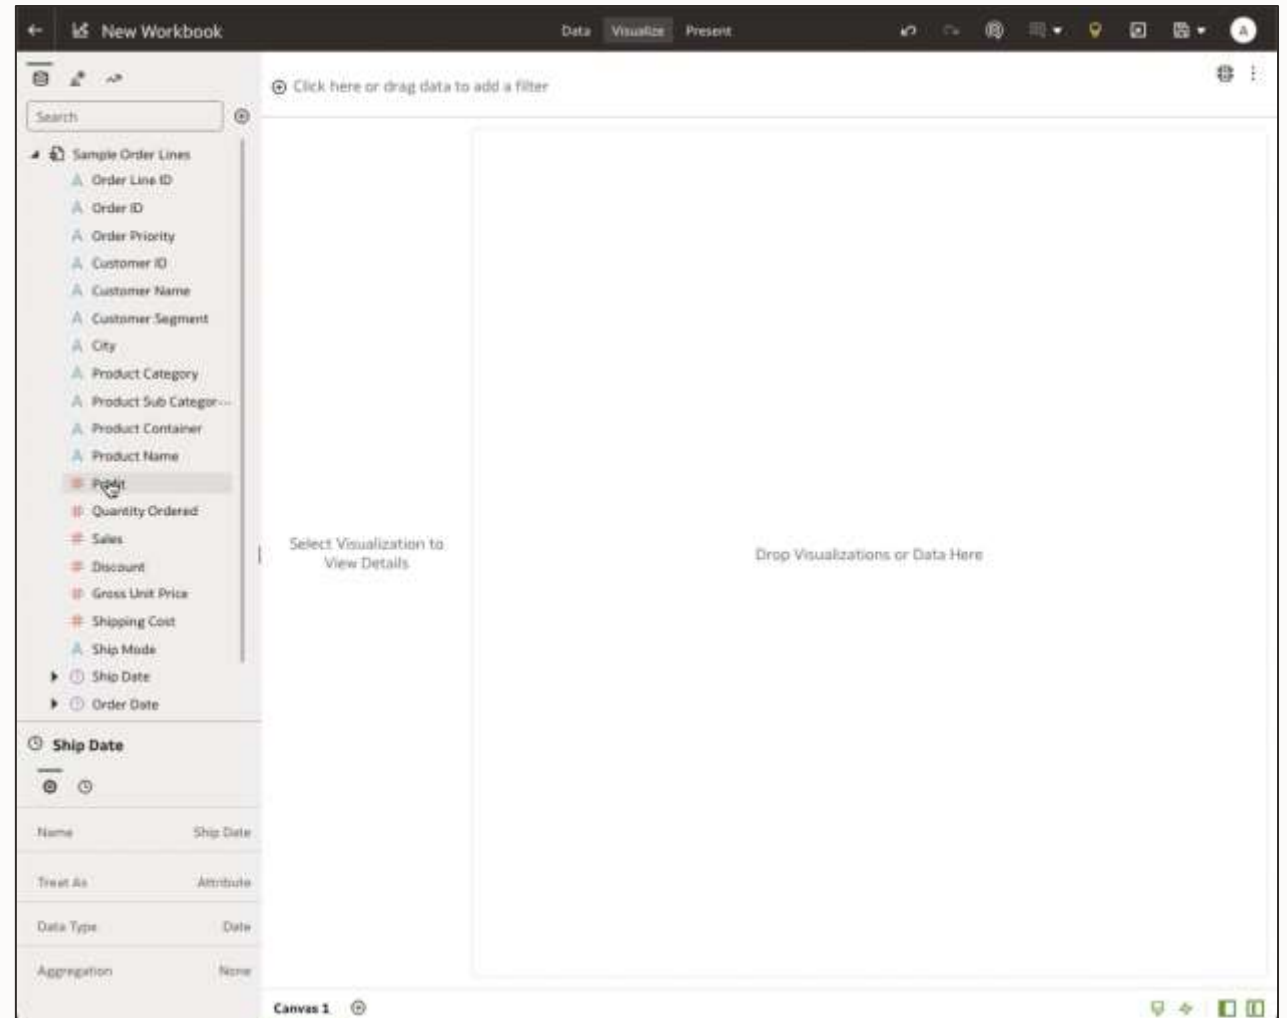 New Workbook
Data Visualize Present
A
Click here or drag data to add a filter
Search
Sample Order Lines
A Order Line ID
A Order ID
A Order Priority
A Customer ID
A Customer Name
A Customer Segment
A City
A Product Category
A Product Sub Categor...
A Product Container
A Product Name
# Profit
# Quantity Ordered
# Sales
# Discount
# Gross Unit Price
# Shipping Cost
A Ship Mode
Ship Date
Order Date
Select Visualization to
View Details
Drop Visualizations or Data Here
Ship Date
Name Ship Date
Treat As Attribute
Data Type Date
Aggregation None
Canvas 1